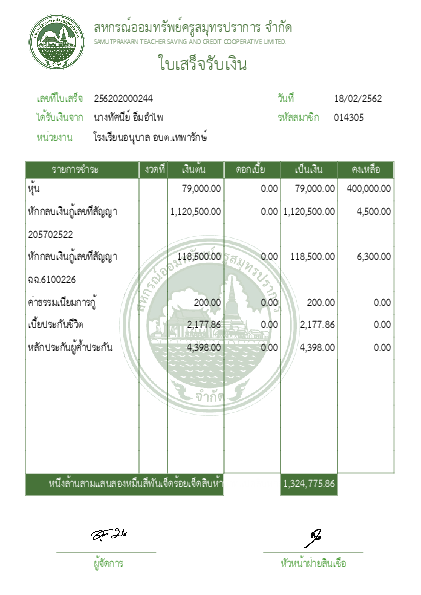 สหกรณ์ออมทรัพย์ครูสมุทรปราการ จำกัด
SAMUTPRAKARN TEACHER SAVING AND CREDIT COOPERATIVE LIMITED.
ใบเสร็จรับเงิน
เลขที่ใบเสร็จ 256202000244 วันที่ 18/02/2562
ได้รับเงินจาก นางทัศนีย์ อิ่มอำไพ รหัสสมาชิก 014305
หน่วยงาน โรงเรียนอนุบาล อบต.เทพารักษ์
รายการชำระ งวดที่ เงินต้น ดอกเบี้ย เป็นเงิน คงเหลือ
หุ้น 79,000.00 0.00 79,000.00 400,000.00
หักกลบเงินกู้เลขที่สัญญา 1,120,500.00 0.00 1,120,500.00 4,500.00
205702522
หักกลบเงินกู้เลขที่สัญญา 118,500.00 0.00 118,500.00 6,300.00
ฉฉ.6100226
ค่าธรรมเนียมการกู้ 200.00 0.00 200.00 0.00
เบี้ยประกันชีวิต 2,177.86 0.00 2,177.86 0.00
หลักประกันผู้ค้ำประกัน 4,398.00 0.00 4,398.00 0.00
หนึ่งล้านสามแสนสองหมื่นสี่พันเจ็ดร้อยเจ็ดสิบห้า 1,324,775.86
ผู้จัดการ หัวหน้าฝ่ายสินเชื่อ